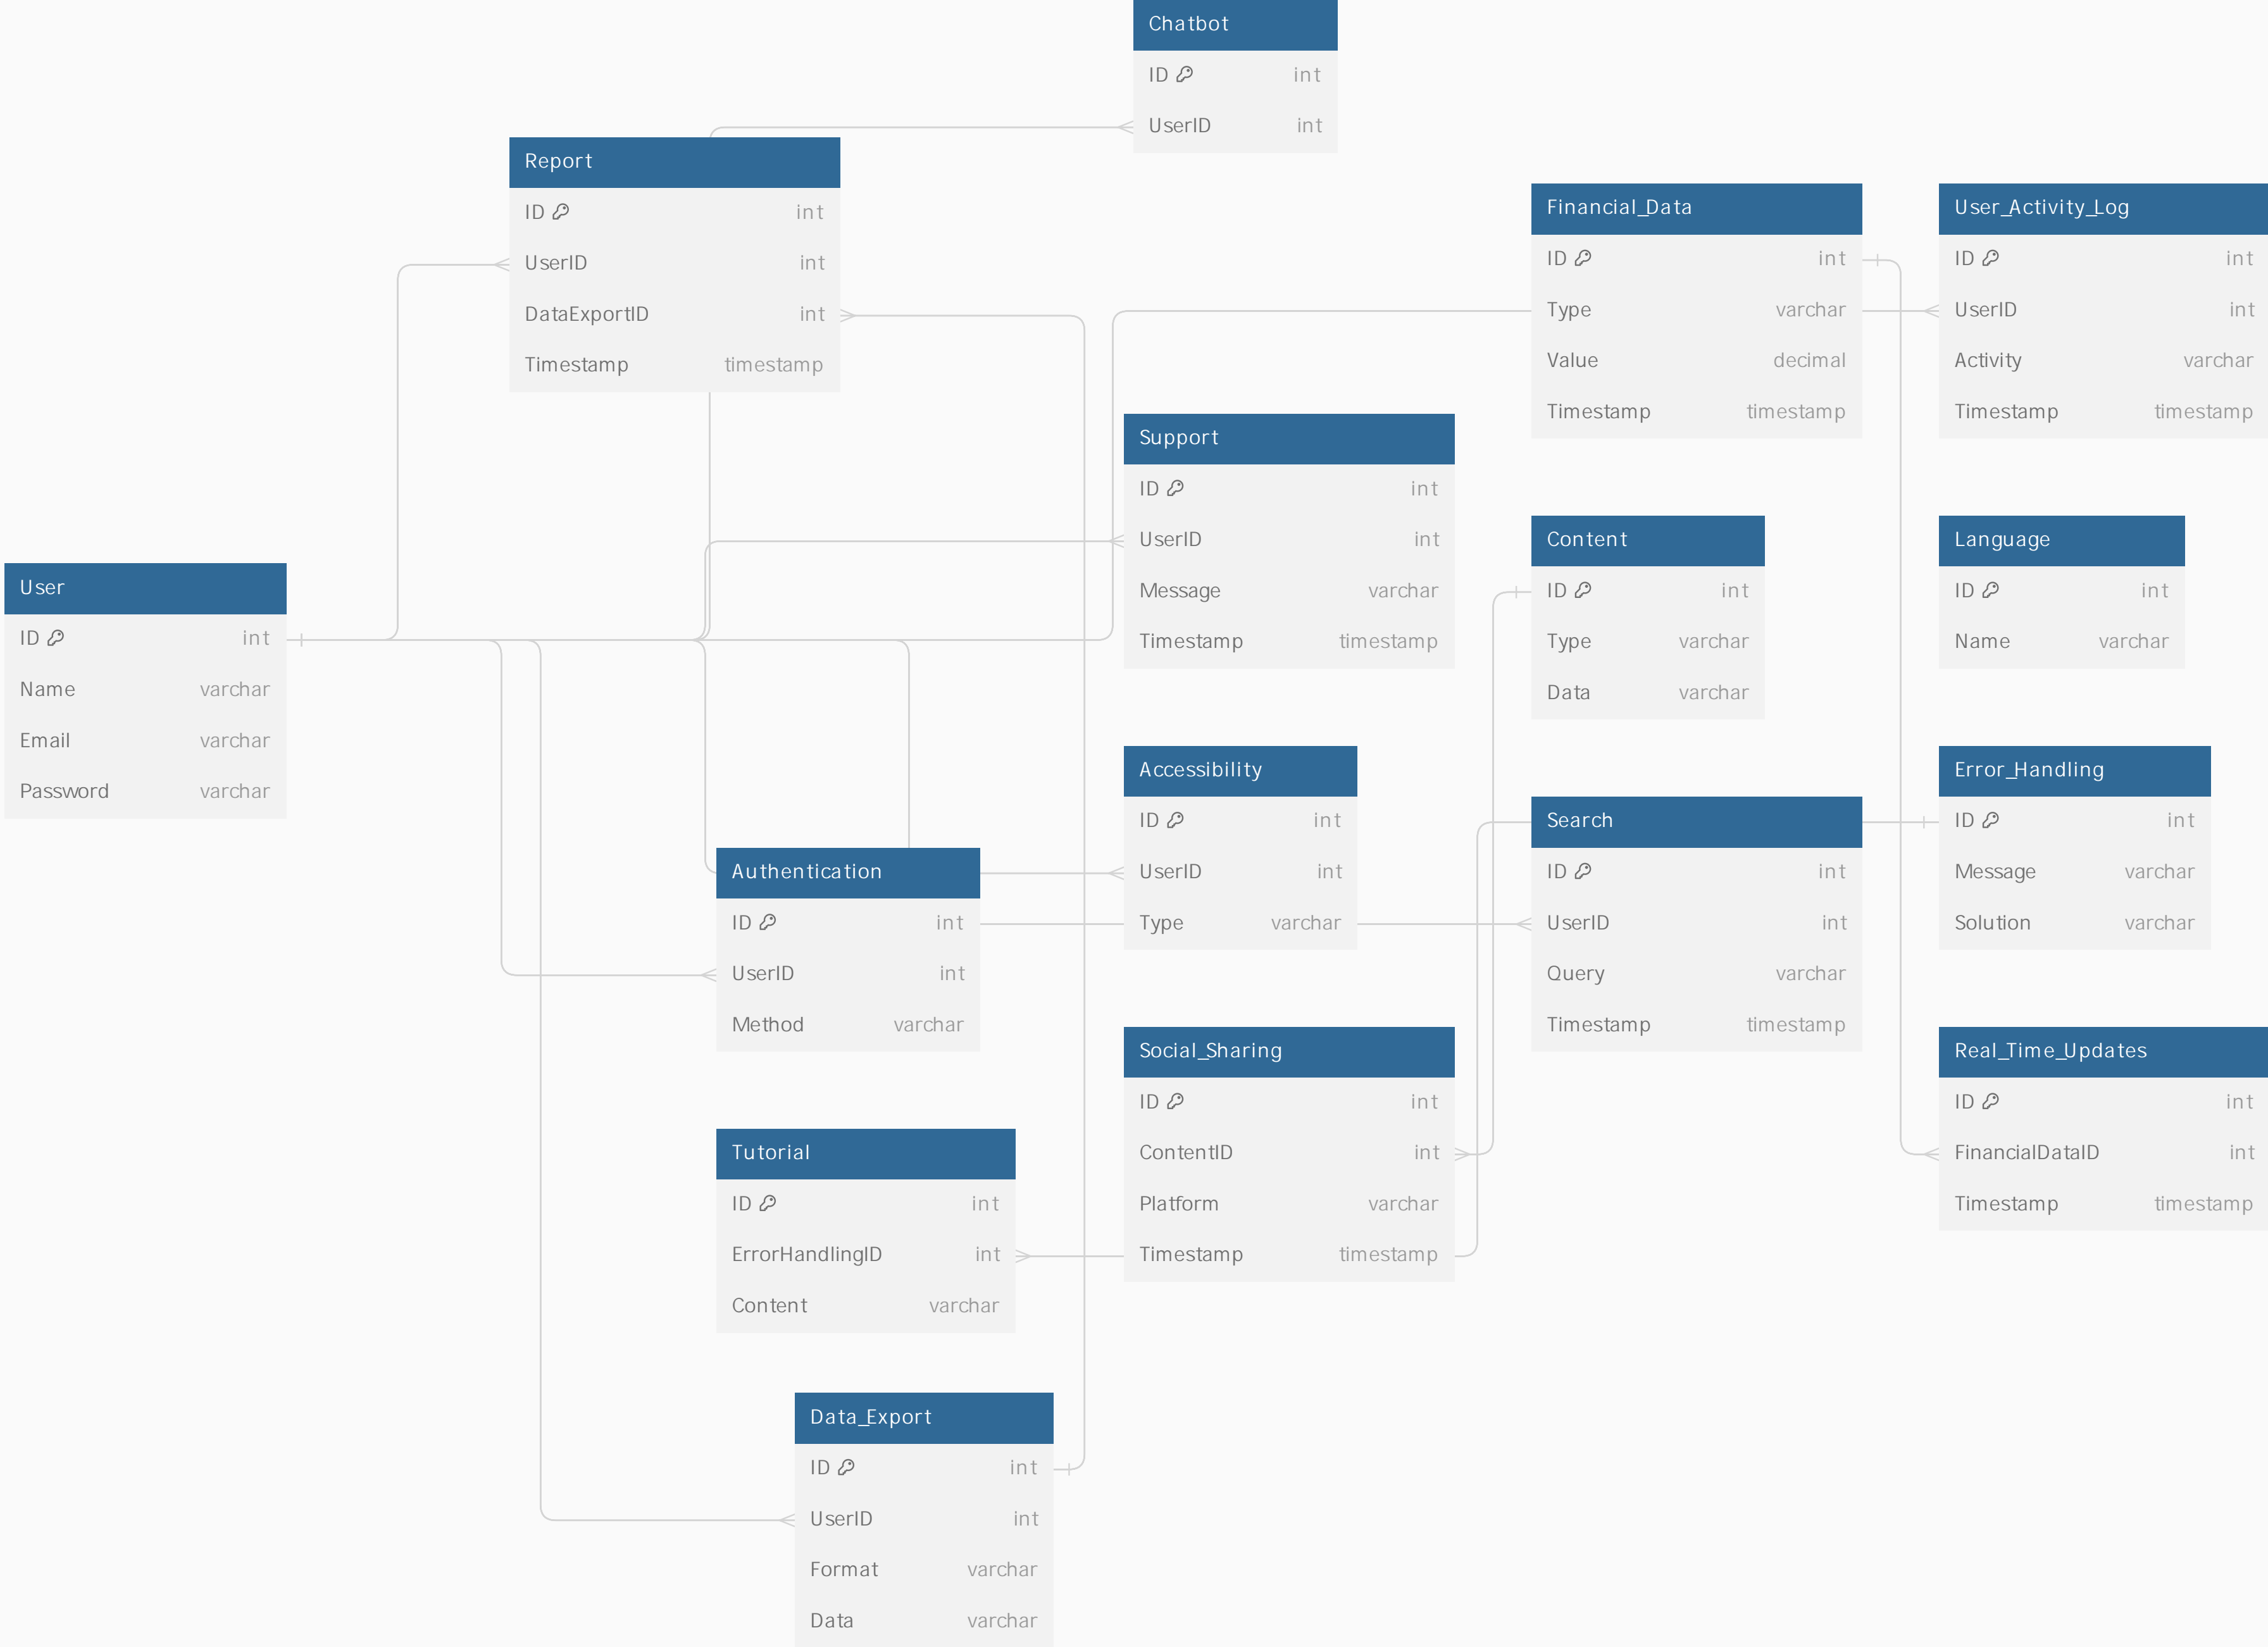 Chatbot
ID int
UserID int
Report
ID int
UserID int
DataExportID int
Timestamp timestamp
Financial_Data
ID int
Type varchar
Value decimal
Timestamp timestamp
User_Activity_Log
ID int
UserID int
Activity varchar
Timestamp timestamp
Support
ID int
UserID int
Message varchar
Timestamp timestamp
Content
ID int
Type varchar
Data varchar
Language
ID int
Name varchar
User
ID int
Name varchar
Email varchar
Password varchar
Accessibility
ID int
UserID int
Type varchar
Error_Handling
ID int
Message varchar
Solution varchar
Search
ID int
UserID int
Query varchar
Timestamp timestamp
Authentication
ID int
UserID int
Method varchar
Social_Sharing
ID int
ContentID int
Platform varchar
Timestamp timestamp
Real_Time_Updates
ID int
FinancialDataID int
Timestamp timestamp
Tutorial
ID int
ErrorHandlingID int
Content varchar
Data_Export
ID int
UserID int
Format varchar
Data varchar